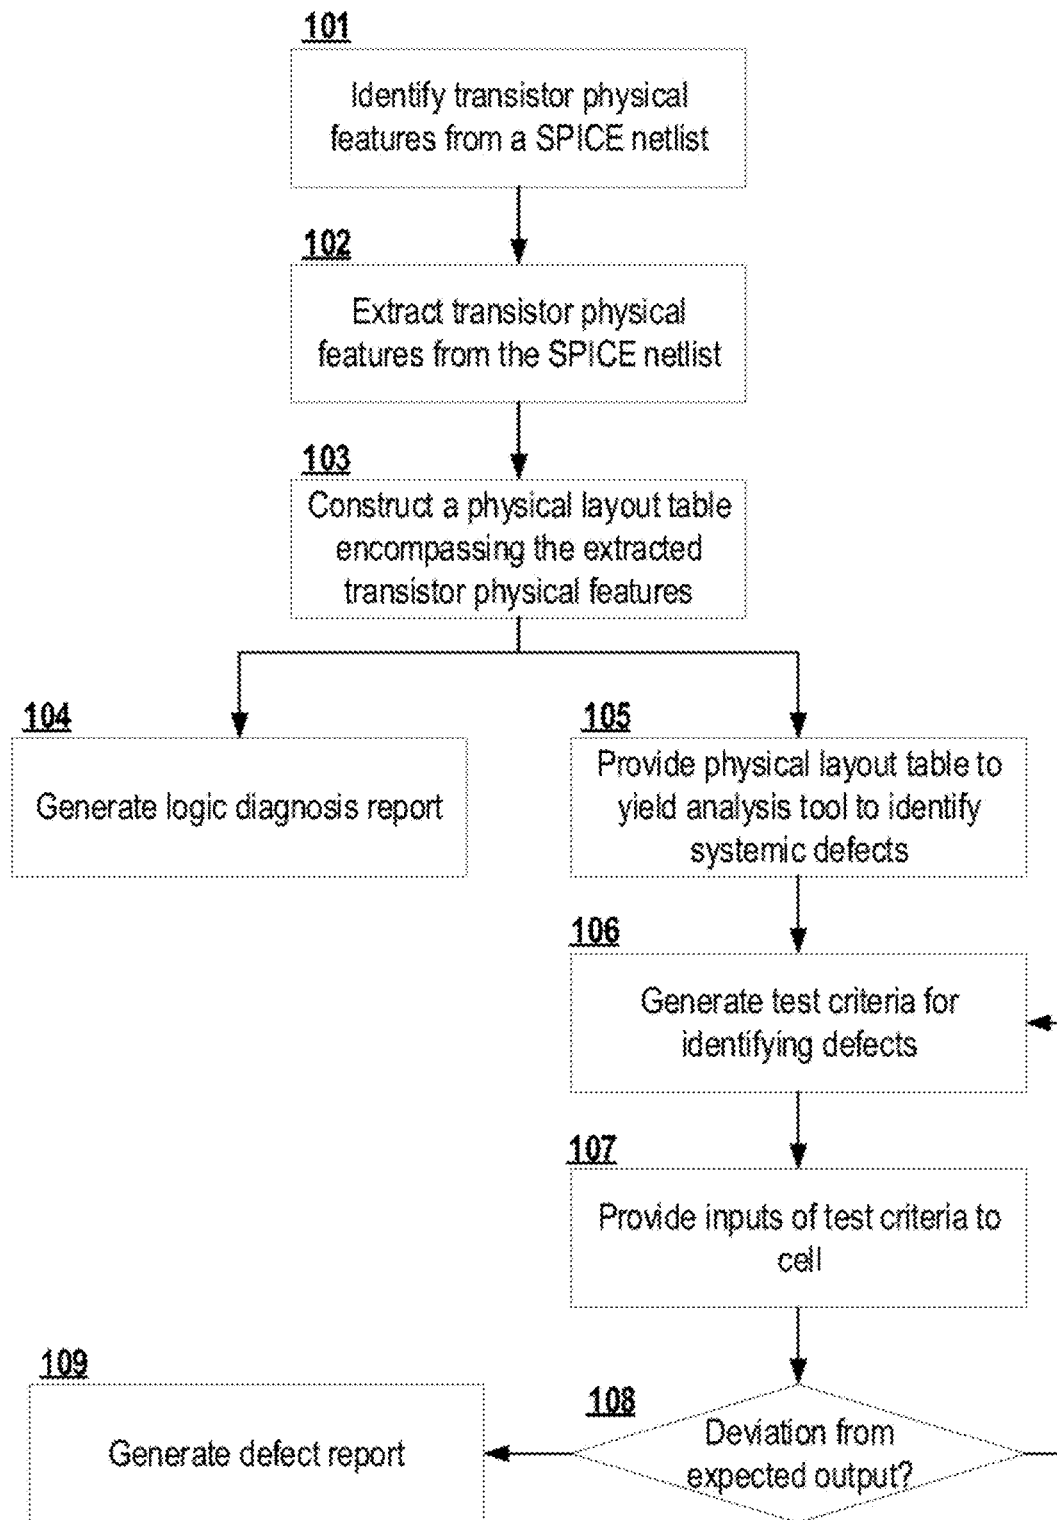 101
Identify transistor physical
features from a SPICE netlist
102
Extract transistor physical
features from the SPICE netlist
103
Construct a physical layout table
encompassing the extracted
transistor physical features
104
Generate logic diagnosis report
105
Provide physical layout table to
yield analysis tool to identify
systemic defects
106
Generate test criteria for
identifying defects
107
Provide inputs of test criteria to
cell
108
Deviation from
expected output?
109
Generate defect report